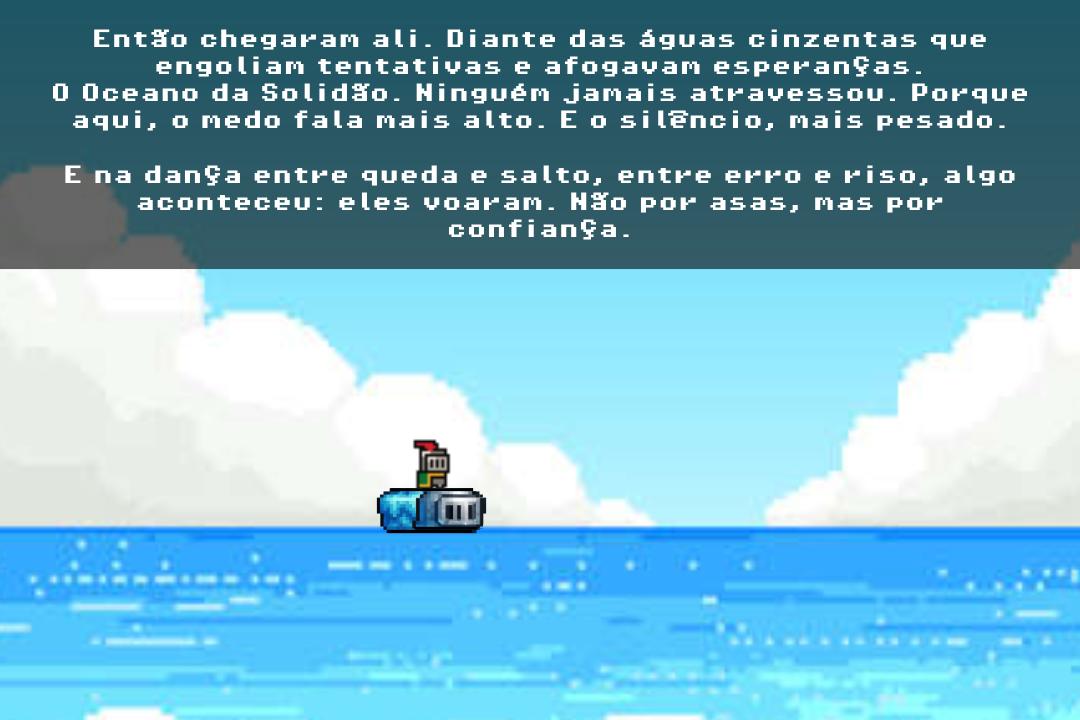 Então chegaram ali. Diante das águas cinzentas que
engoliam tentativas e afogavam esperanças.
O Oceano da Solidão. Ninguém jamais atravessou. Porque
aqui, o medo fala mais alto. E o silêncio, mais pesado.
E na dança entre queda e salto, entre erro e riso, algo
aconteceu: eles voaram. Não por asas, mas por
confiança.